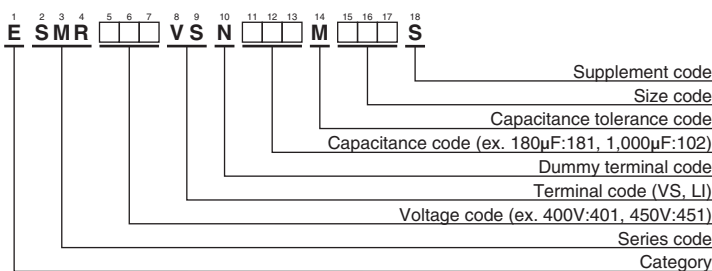 1 2 3 4 5 6 7 8 9 10 11 12 13 14 15 16 17 18
E SMR VS N M S
Supplement code
Size code
Capacitance tolerance code
Capacitance code (ex. 180μF:181, 1,000μF:102)
Dummy terminal code
Terminal code (VS, LI)
Voltage code (ex. 400V:401, 450V:451)
Series code
Category